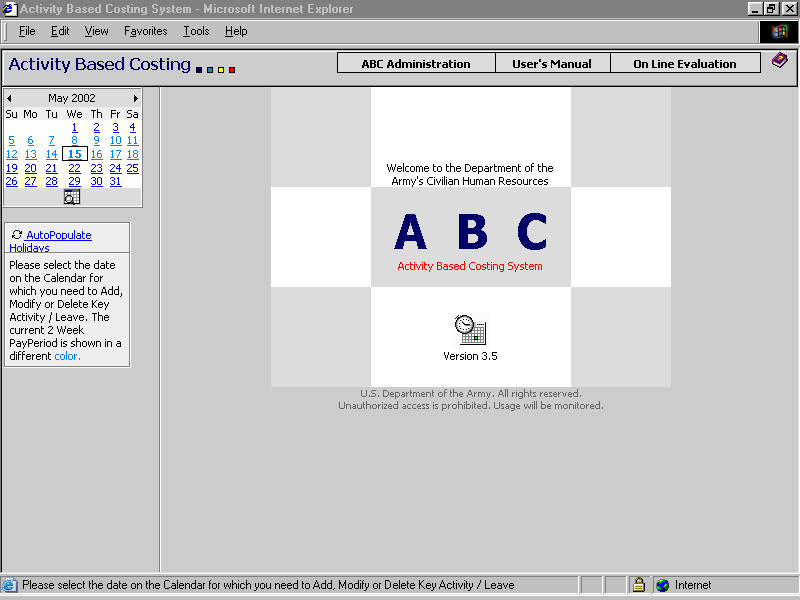 Activity Based Costing System - Microsoft Internet Explorer
File Edit View Favorites Tools Help
Activity Based Costing
ABC Administration User's Manual On Line Evaluation
May 2002
Su Mo Tu We Th Fr Sa
1 2 3 4
5 6 7 8 9 10 11
12 13 14 15 16 17 18
19 20 21 22 23 24 25
26 27 28 29 30 31
AutoPopulate
Holidays
Please select the date
on the Calendar for
which you need to Add,
Modify or Delete Key
Activity / Leave. The
current 2 Week
PayPeriod is shown in a
different color.
Welcome to the Department of the
Army's Civilian Human Resources
A B C
Activity Based Costing System
Version 3.5
U.S. Department of the Army. All rights reserved.
Unauthorized access is prohibited. Usage will be monitored.
Please select the date on the Calendar for which you need to Add, Modify or Delete Key Activity / Leave
Internet